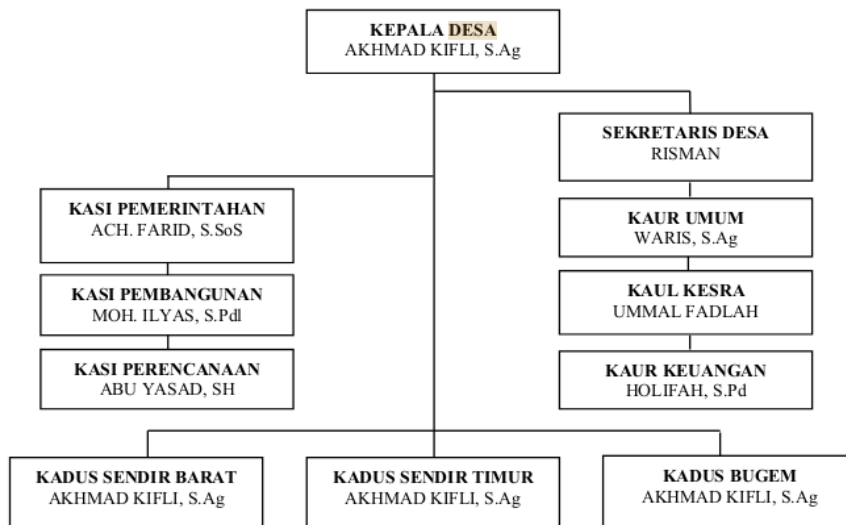 KEPALA DESA
AKHMAD KIFLI, S.Ag
SEKRETARIS DESA
RISMAN
KASI PEMERINTAHAN
ACH. FARID, S.SoS
KAUR UMUM
WARIS, S.Ag
KASI PEMBANGUNAN
MOH. ILYAS, S.Pdl
KAUL KESRA
UMMAL FADLAH
KASI PERENCANAAN
ABU YASAD, SH
KAUR KEUANGAN
HOLIFAH, S.Pd
KADUS SENDIR BARAT
AKHMAD KIFLI, S.Ag
KADUS SENDIR TIMUR
AKHMAD KIFLI, S.Ag
KADUS BUGEM
AKHMAD KIFLI, S.Ag